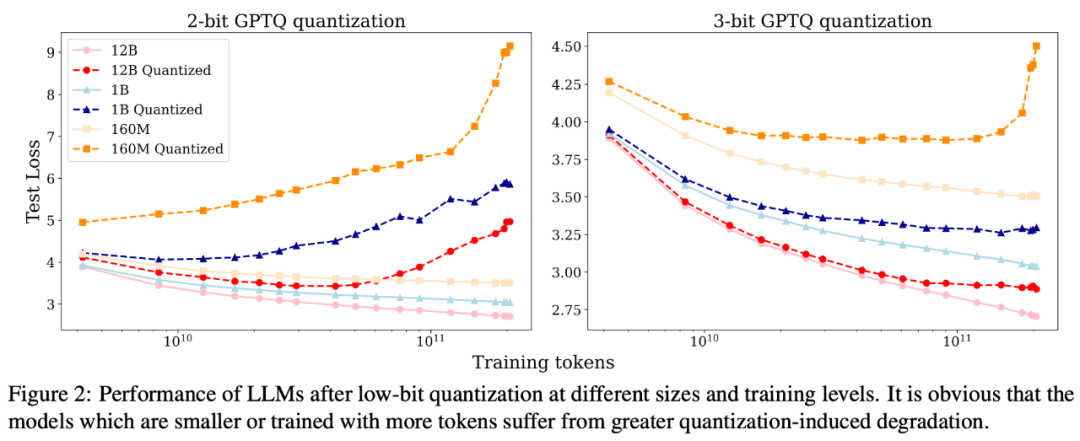 2-bit GPTQ quantization
3-bit GPTQ quantization
Test Loss
9
8
7
6
5
4
3
12B
12B Quantized
1B
1B Quantized
160M
160M Quantized
10^10
10^11
4.50
4.25
4.00
3.75
3.50
3.25
3.00
2.75
10^10
10^11
Training tokens
Figure 2: Performance of LLMs after low-bit quantization at different sizes and training levels. It is obvious that the
models which are smaller or trained with more tokens suffer from greater quantization-induced degradation.